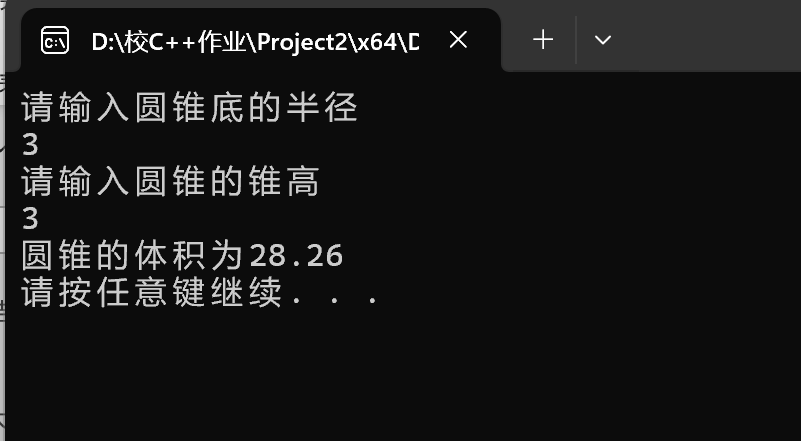 D:\校C++作业\Project2\x64\D
请输入圆锥底的半径
3
请输入圆锥的锥高
3
圆锥的体积为28.26
请按任意键继续. . .